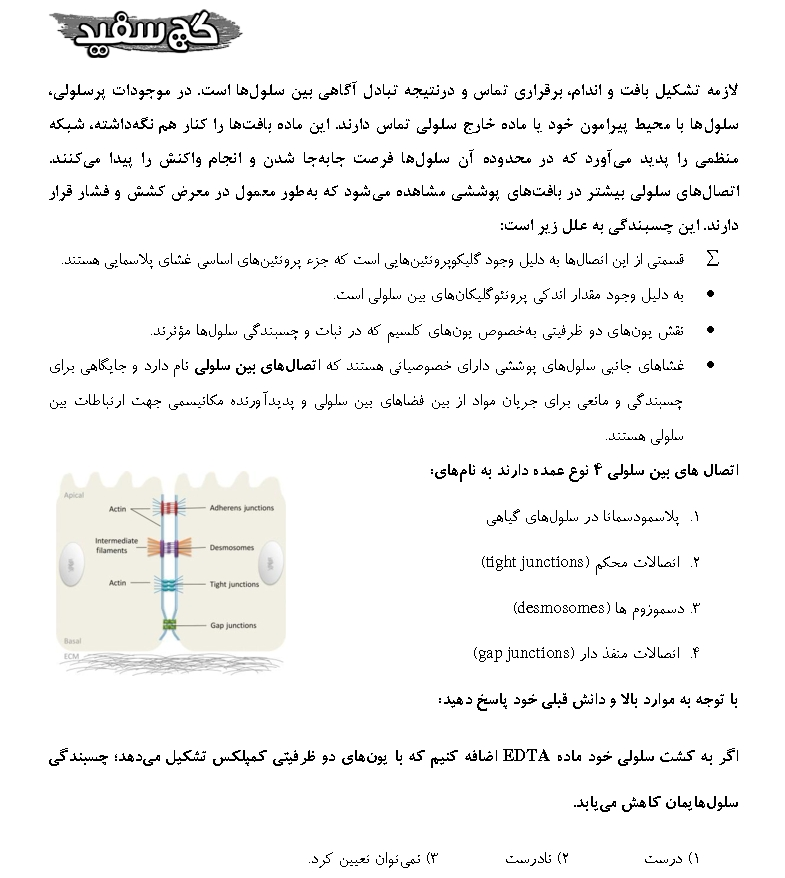 گچ سفید
لازمه تشکیل بافت و اندام، برقراری تماس و درنتیجه تبادل آگاهی بین سلول‌ها است. در موجودات پرسلولی،
سلول‌ها با محیط پیرامون خود یا ماده خارج سلولی تماس دارند. این ماده بافت‌ها را کنار هم نگه‌داشته، شبکه
منظمی را پدید می‌آورد که در محدوده آن سلول‌ها فرصت جابه‌جا شدن و انجام واکنش را پیدا می‌کنند.
اتصال‌های سلولی بیشتر در بافت‌های پوششی مشاهده می‌شود که به‌طور معمول در معرض کشش و فشار قرار
دارند. این چسبندگی به علل زیر است:
∑ قسمتی از این اتصال‌ها به دلیل وجود گلیکوپروتئین‌هایی است که جزء پروتئین‌های اساسی غشای پلاسمایی هستند.
• به دلیل وجود مقدار اندکی پروتئوگلیکان‌های بین سلولی است.
• نقش یون‌های دو ظرفیتی به‌خصوص یون‌های کلسیم که در ثبات و چسبندگی سلول‌ها مؤثرند.
• غشاهای جانبی سلول‌های پوششی دارای خصوصیاتی هستند که اتصال‌های بین سلولی نام دارد و جایگاهی برای
چسبندگی و مانعی برای جریان مواد از بین فضاهای بین سلولی و پدیدآورنده مکانیسمی جهت ارتباطات بین
سلولی هستند.
اتصال های بین سلولی ۴ نوع عمده دارند به نام‌های:
۱. پلاسمودسماتا در سلول‌های گیاهی
۲. اتصالات محکم (tight junctions)
۳. دسموزوم ها (desmosomes)
۴. اتصالات منفذ دار (gap junctions)
Apical
Actin
Adherens junctions
Intermediate
filaments
Desmosomes
Actin
Tight junctions
Gap junctions
Basal
ECM
با توجه به موارد بالا و دانش قبلی خود پاسخ دهید:
اگر به کشت سلولی خود ماده EDTA اضافه کنیم که با یون‌های دو ظرفیتی کمپلکس تشکیل می‌دهد؛ چسبندگی
سلول‌هایمان کاهش می‌یابد.
۱) درست ۲) نادرست ۳) نمی‌توان تعیین کرد.